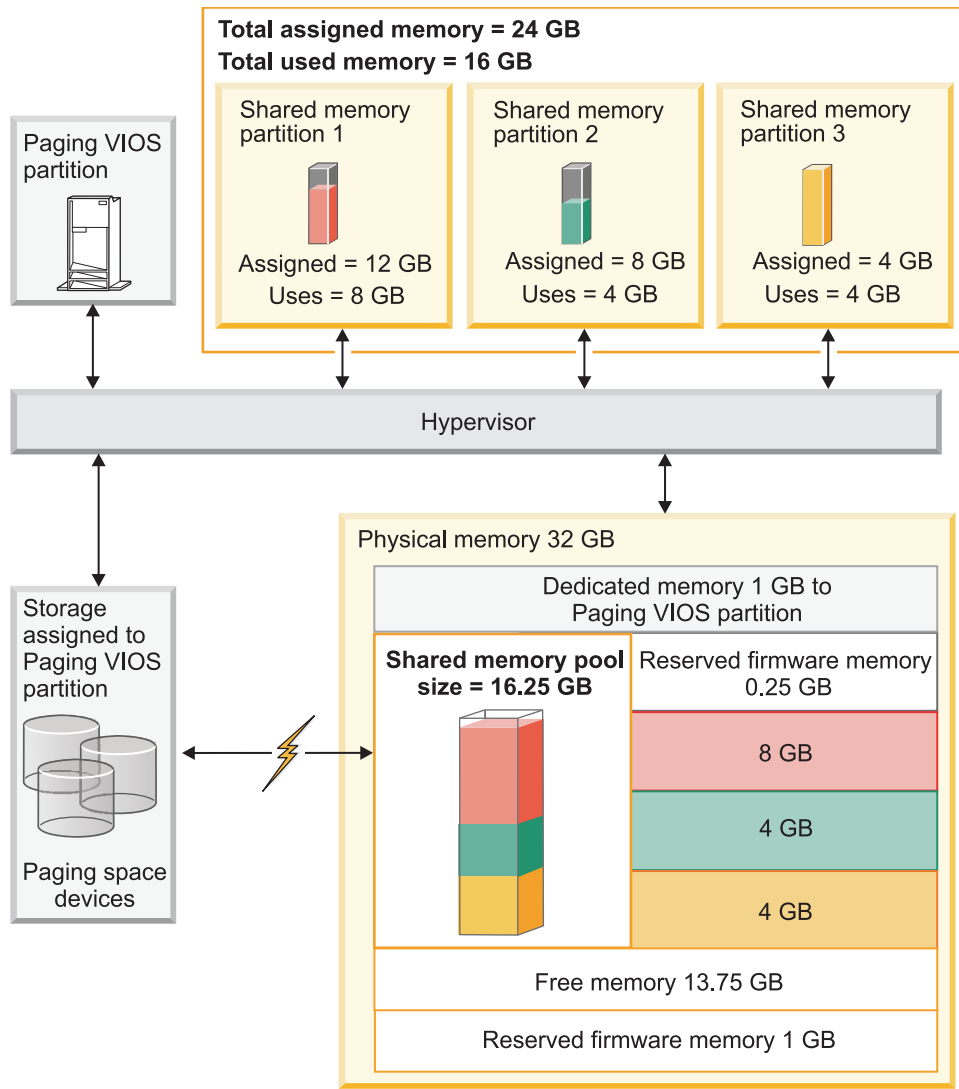 Total assigned memory = 24 GB
Total used memory = 16 GB
Paging VIOS
partition
Shared memory
partition 1
Assigned = 12 GB
Uses = 8 GB
Shared memory
partition 2
Assigned = 8 GB
Uses = 4 GB
Shared memory
partition 3
Assigned = 4 GB
Uses = 4 GB
Hypervisor
Storage
assigned to
Paging VIOS
partition
Paging space
devices
Physical memory 32 GB
Dedicated memory 1 GB to
Paging VIOS partition
Shared memory pool
size = 16.25 GB
Reserved firmware memory
0.25 GB
8 GB
4 GB
4 GB
Free memory 13.75 GB
Reserved firmware memory 1 GB